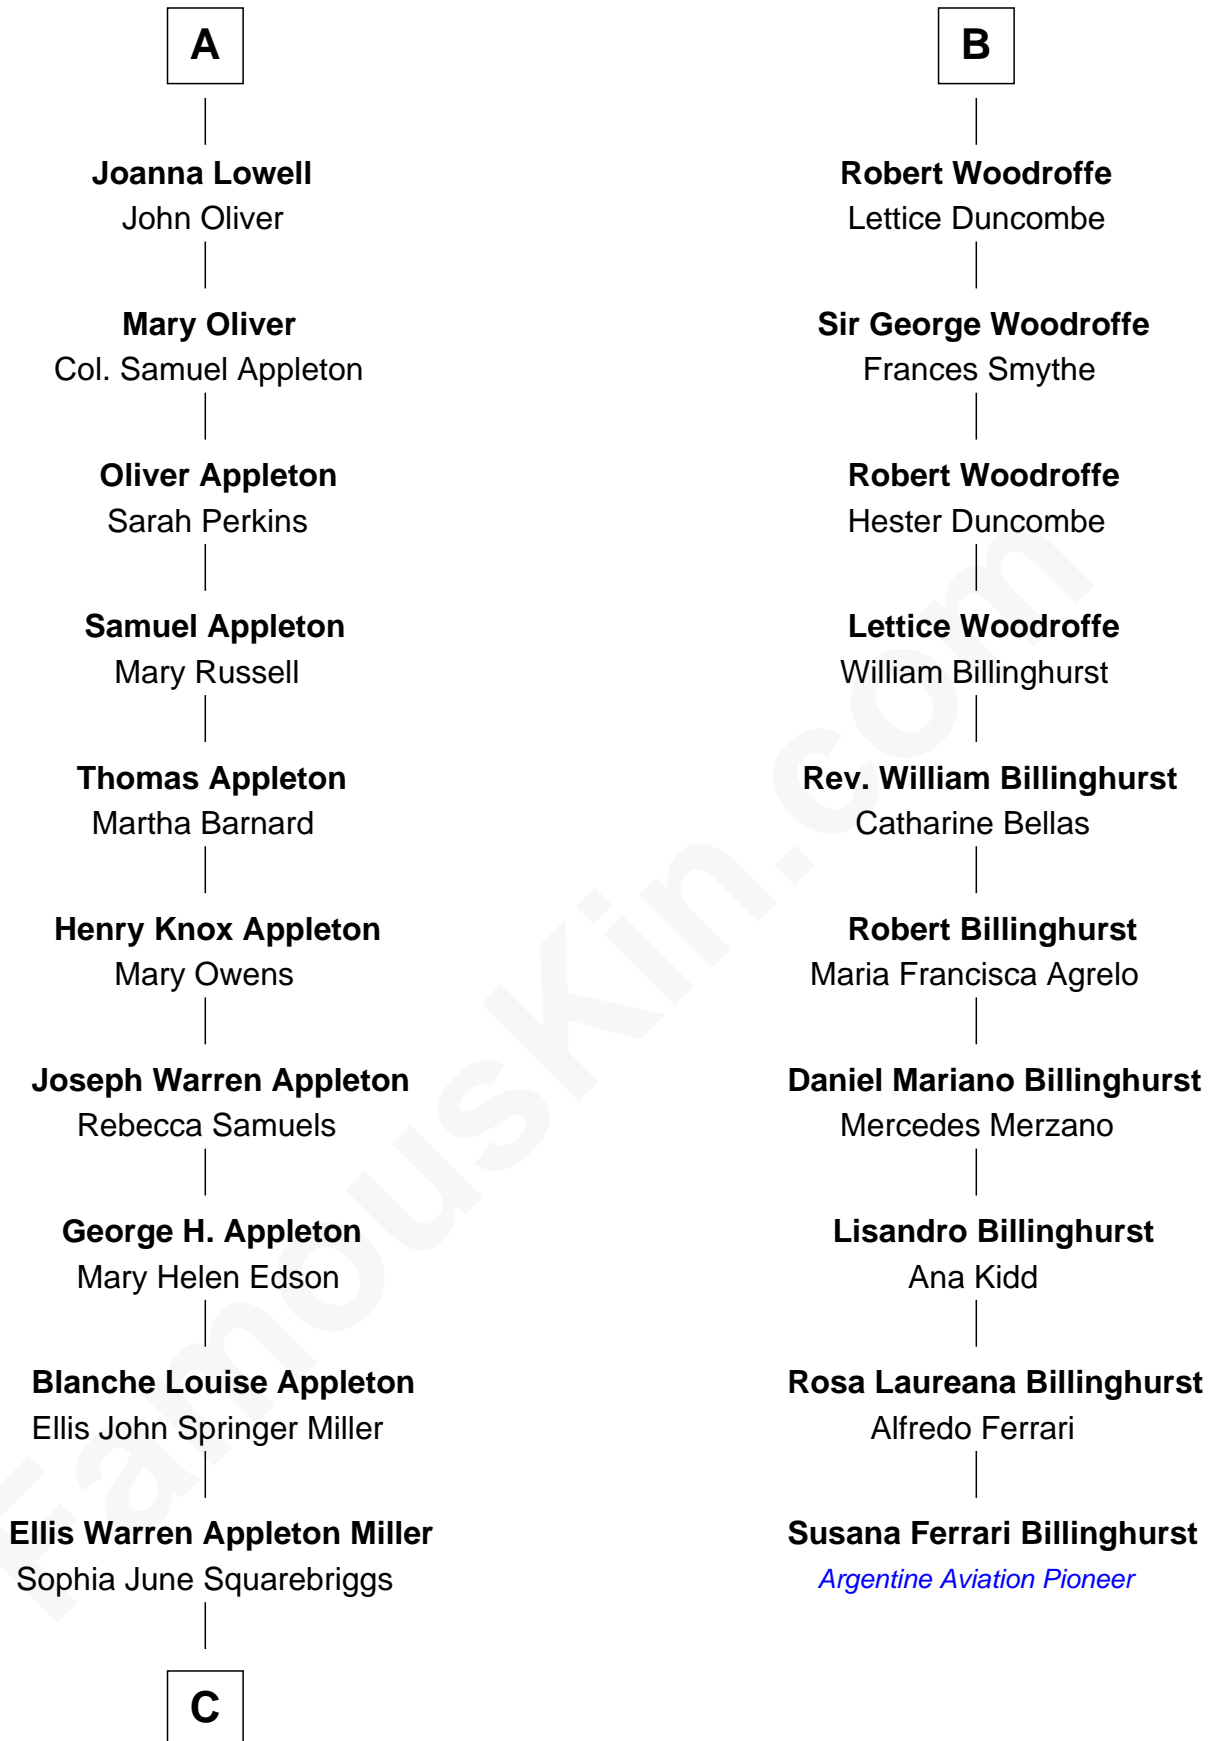 A
Joanna Lowell
John Oliver
Mary Oliver
Col. Samuel Appleton
Oliver Appleton
Sarah Perkins
Samuel Appleton
Mary Russell
Thomas Appleton
Martha Barnard
Henry Knox Appleton
Mary Owens
Joseph Warren Appleton
Rebecca Samuels
George H. Appleton
Mary Helen Edson
Blanche Louise Appleton
Ellis John Springer Miller
Ellis Warren Appleton Miller
Sophia June Squarebriggs
C
B
Robert Woodroffe
Lettice Duncombe
Sir George Woodroffe
Frances Smythe
Robert Woodroffe
Hester Duncombe
Lettice Woodroffe
William Billinghurst
Rev. William Billinghurst
Catharine Bellas
Robert Billinghurst
Maria Francisca Agrelo
Daniel Mariano Billinghurst
Mercedes Merzano
Lisandro Billinghurst
Ana Kidd
Rosa Laureana Billinghurst
Alfredo Ferrari
Susana Ferrari Billinghurst
Argentine Aviation Pioneer
FamousKin.com